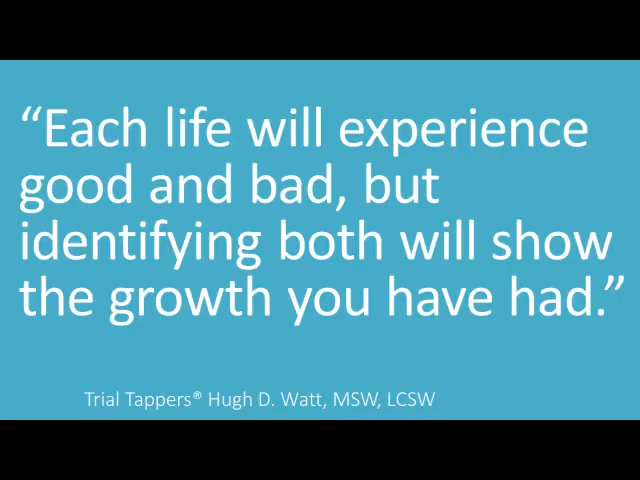 “Each life will experience
good and bad, but
identifying both will show
the growth you have had.”
Trial Tappers® Hugh D. Watt, MSW, LCSW